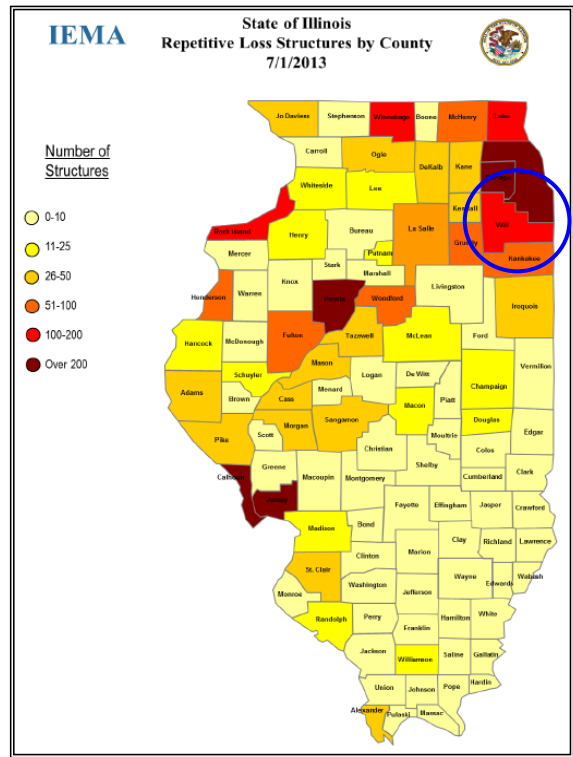 IEMA
State of Illinois
Repetitive Loss Structures by County
7/1/2013
Number of
Structures
0-10
11-25
26-50
51-100
100-200
Over 200
Jo Daviess
Stephenson
Winnebago
Boone
McHenry
Lake
Carroll
Ogle
DeKalb
Kane
Whiteside
Lee
Kendall
Will
Rock Island
Henry
Bureau
La Salle
Grundy
Kankakee
Mercer
Putnam
Stark
Marshall
Knox
Henderson
Warren
Peoria
Woodford
Livingston
Iroquois
Fulton
Hancock
McDonough
Tazewell
McLean
Ford
Mason
Schuyler
Logan
De Witt
Vermilion
Adams
Brown
Cass
Menard
Macon
Piatt
Champaign
Pike
Morgan
Sangamon
Douglas
Scott
Moultrie
Edgar
Christian
Coles
Calhoun
Greene
Macoupin
Montgomery
Shelby
Cumberland
Clark
Jersey
Fayette
Effingham
Jasper
Crawford
Madison
Bond
Clay
Richland
Lawrence
Clinton
Marion
St. Clair
Wayne
Edwards
Wabash
Washington
Jefferson
Monroe
Randolph
Perry
Hamilton
White
Franklin
Jackson
Williamson
Saline
Gallatin
Union
Johnson
Pope
Hardin
Alexander
Pulaski
Massac